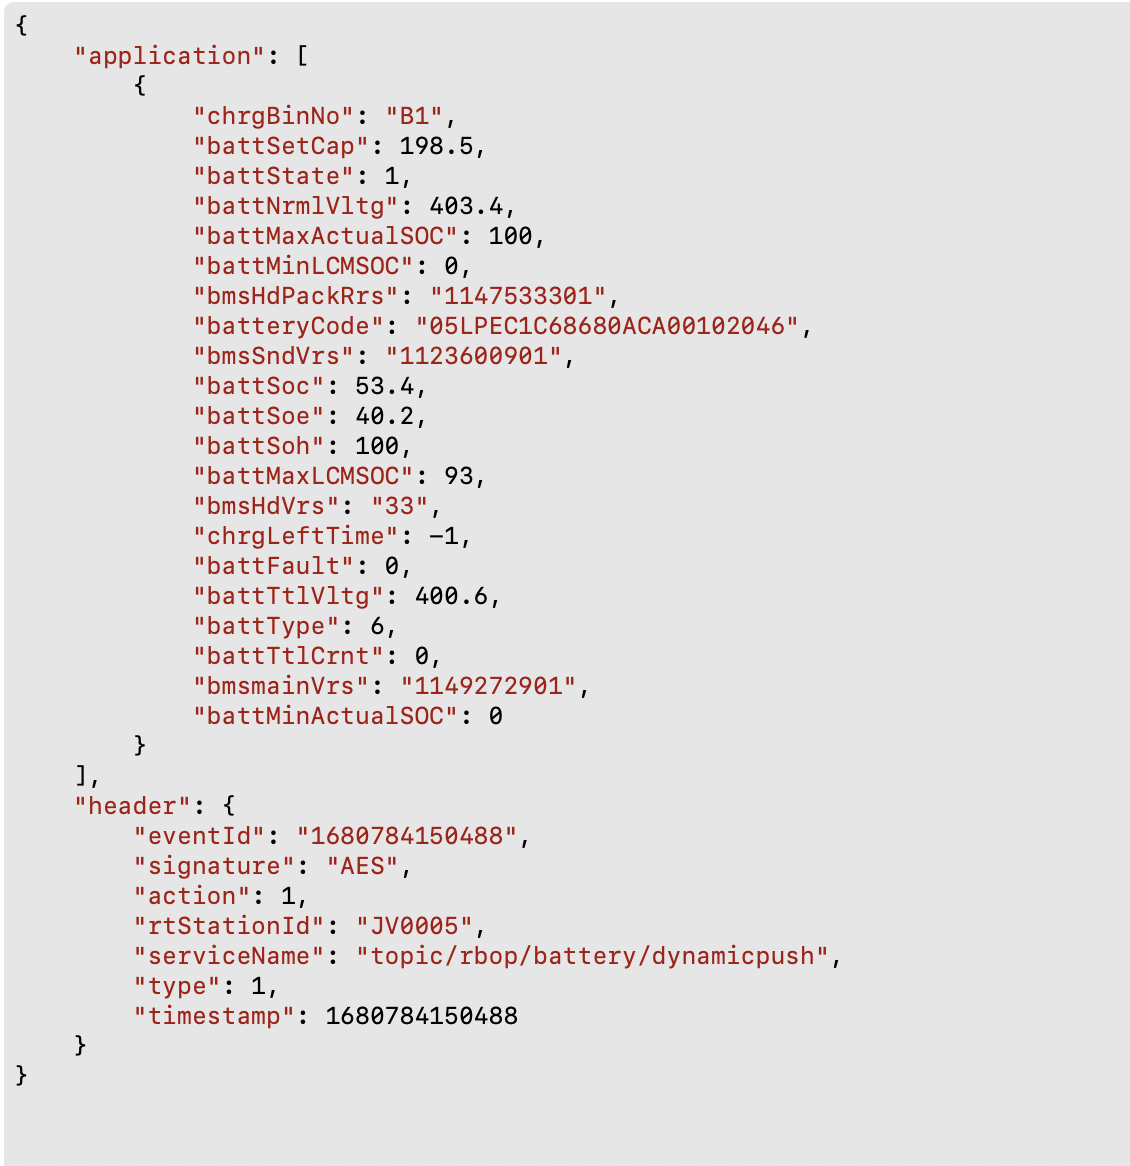 {
    "application": [
        {
            "chrgBinNo": "B1",
            "battSetCap": 198.5,
            "battState": 1,
            "battNrmlVltg": 403.4,
            "battMaxActualSOC": 100,
            "battMinLCMSOC": 0,
            "bmsHdPackRrs": "1147533301",
            "batteryCode": "05LPEC1C68680ACA00102046",
            "bmsSndVrs": "1123600901",
            "battSoc": 53.4,
            "battSoe": 40.2,
            "battSoh": 100,
            "battMaxLCMSOC": 93,
            "bmsHdVrs": "33",
            "chrgLeftTime": -1,
            "battFault": 0,
            "battTtlVltg": 400.6,
            "battType": 6,
            "battTtlCrnt": 0,
            "bmsmainVrs": "1149272901",
            "battMinActualSOC": 0
        }
    ],
    "header": {
        "eventId": "1680784150488",
        "signature": "AES",
        "action": 1,
        "rtStationId": "JV0005",
        "serviceName": "topic/rbop/battery/dynamicpush",
        "type": 1,
        "timestamp": 1680784150488
    }
}